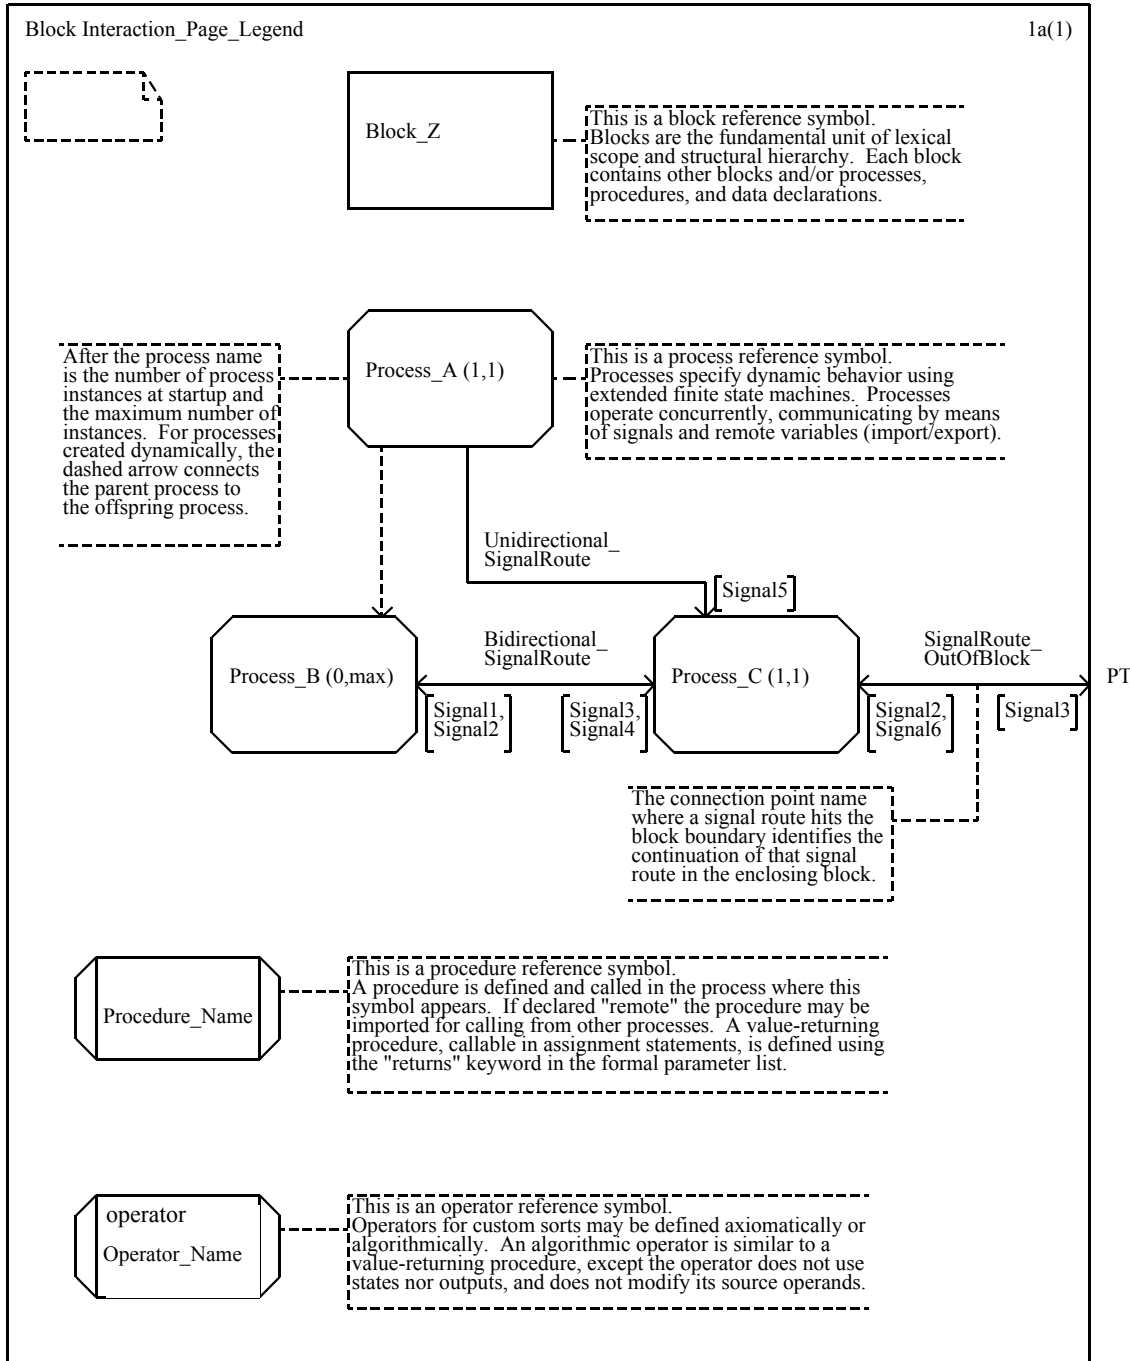 Block Interaction_Page_Legend
1a(1)
Block_Z
This is a block reference symbol.
Blocks are the fundamental unit of lexical
scope and structural hierarchy.  Each block
contains other blocks and/or processes,
procedures, and data declarations.
After the process name
is the number of process
instances at startup and
the maximum number of
instances.  For processes
created dynamically, the
dashed arrow connects
the parent process to
the offspring process.
Process_A (1,1)
This is a process reference symbol.
Processes specify dynamic behavior using
extended finite state machines.  Processes
operate concurrently, communicating by means
of signals and remote variables (import/export).
Unidirectional_
SignalRoute
Signal5
Process_B (0,max)
Bidirectional_
SignalRoute
Signal1,
Signal2
Signal3,
Signal4
Process_C (1,1)
SignalRoute_
OutOfBlock
PT
Signal2,
Signal6
Signal3
The connection point name
where a signal route hits the
block boundary identifies the
continuation of that signal
route in the enclosing block.
Procedure_Name
This is a procedure reference symbol.
A procedure is defined and called in the process where this
symbol appears.  If declared "remote" the procedure may be
imported for calling from other processes.  A value-returning
procedure, callable in assignment statements, is defined using
the "returns" keyword in the formal parameter list.
operator
Operator_Name
This is an operator reference symbol.
Operators for custom sorts may be defined axiomatically or
algorithmically.  An algorithmic operator is similar to a
value-returning procedure, except the operator does not use
states nor outputs, and does not modify its source operands.